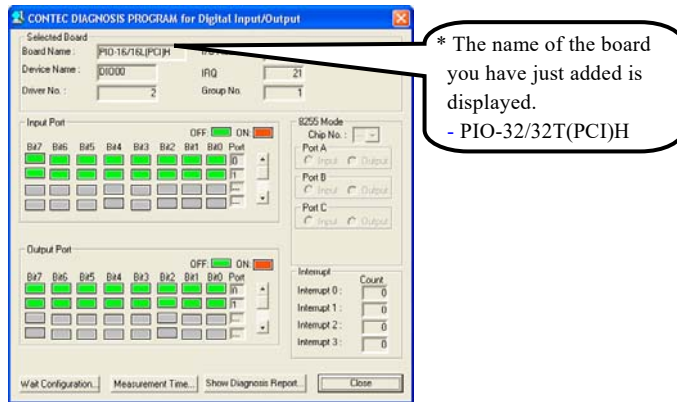 CONTEC DIAGNOSIS PROGRAM for Digital Input/Output
Selected Board
Board Name : PIO-16/16L(PCI)H
Device Name : DIO00 IRQ 21
Driver No. : 2 Group No. 1
* The name of the board
you have just added is
displayed.
- PIO-32/32T(PCI)H
Input Port
OFF: ON:
Bit7 Bit6 Bit5 Bit4 Bit3 Bit2 Bit1 Bit0 Port
0
1
---
---
8255 Mode
Chip No. : ---
Port A
Input Output
Port B
Input Output
Port C
Input Output
Output Port
OFF: ON:
Bit7 Bit6 Bit5 Bit4 Bit3 Bit2 Bit1 Bit0 Port
0
1
---
---
Interrupt
Count
Interrupt 0 : 0
Interrupt 1 : 0
Interrupt 2 : 0
Interrupt 3 : 0
Wait Configuration... Measurement Time... Show Diagnosis Report... Close